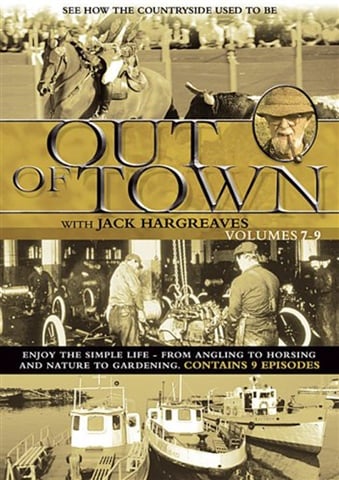 SEE HOW THE COUNTRYSIDE USED TO BE
OUT
OF TOWN
WITH JACK HARGREAVES
VOLUMES 7-9
ENJOY THE SIMPLE LIFE - FROM ANGLING TO HORSING
AND NATURE TO GARDENING. CONTAINS 9 EPISODES